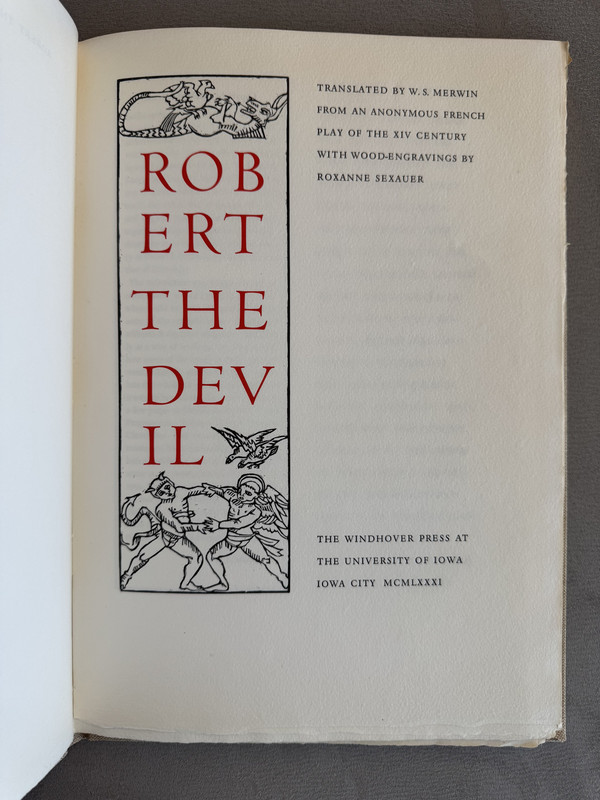 ROB
ERT
THE
DEV
IL
TRANSLATED BY W. S. MERWIN
FROM AN ANONYMOUS FRENCH
PLAY OF THE XIV CENTURY
WITH WOOD-ENGRAVINGS BY
ROXANNE SEXAUER
THE WINDHOVER PRESS AT
THE UNIVERSITY OF IOWA
IOWA CITY MCMLXXXI